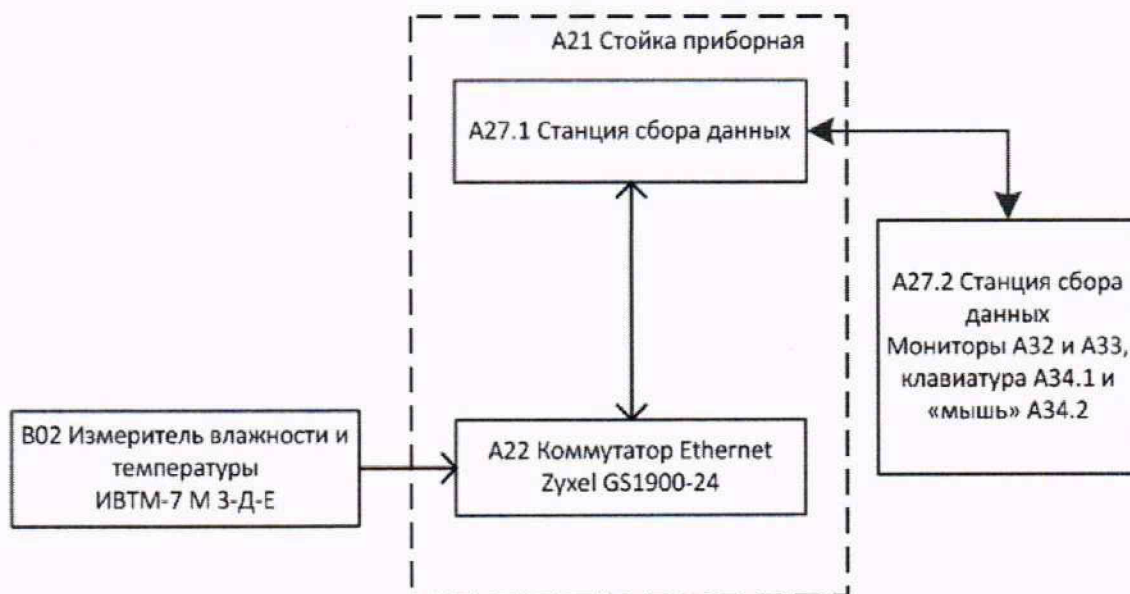 А21 Стойка приборная
А27.1 Станция сбора данных
А27.2 Станция сбора
данных
Мониторы А32 и А33,
клавиатура А34.1 и
«мышь» А34.2
В02 Измеритель влажности и
температуры
ИВТМ-7 М 3-Д-Е
А22 Коммутатор Ethernet
Zyxel GS1900-24